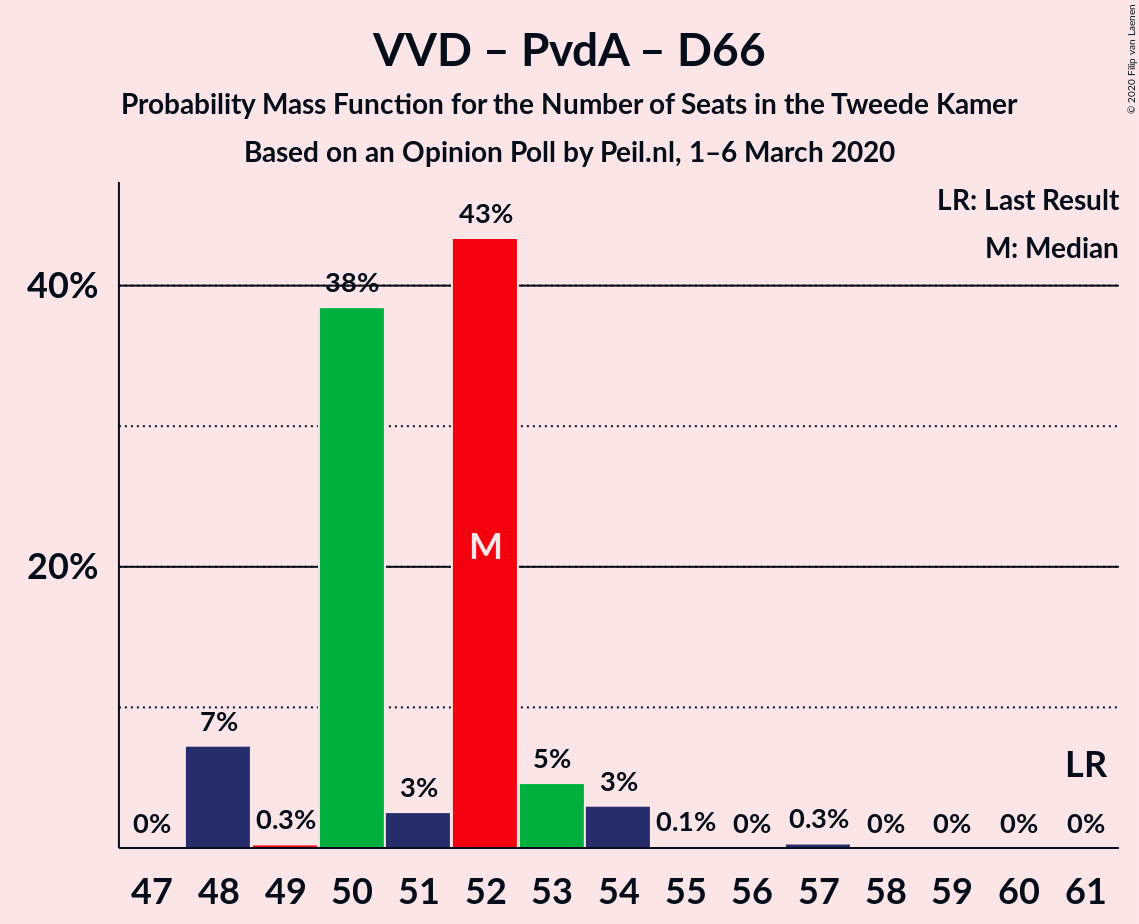 VVD – PvdA – D66
Probability Mass Function for the Number of Seats in the Tweede Kamer
Based on an Opinion Poll by Peil.nl, 1–6 March 2020
© 2020 Filip van Laenen
LR: Last Result
M: Median
40%
20%
0%
7%
0.3%
38%
3%
43%
M
5%
3%
0.1%
0%
0.3%
0%
0%
0%
LR
0%
47 48 49 50 51 52 53 54 55 56 57 58 59 60 61